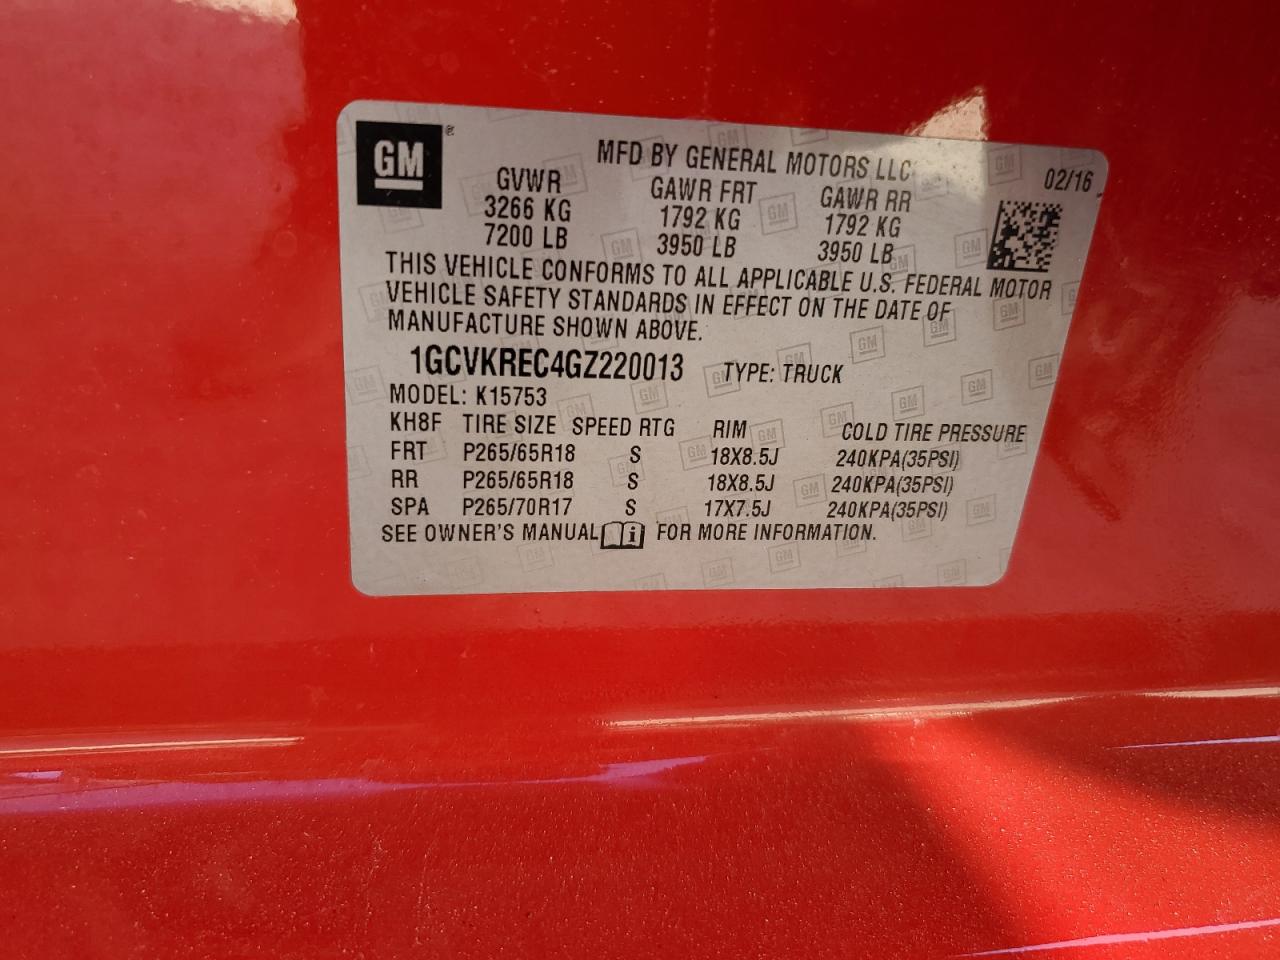 GM ®
MFD BY GENERAL MOTORS LLC
02/16
GVWR GAWR FRT GAWR RR
3266 KG 1792 KG 1792 KG
7200 LB 3950 LB 3950 LB
THIS VEHICLE CONFORMS TO ALL APPLICABLE U.S. FEDERAL MOTOR
VEHICLE SAFETY STANDARDS IN EFFECT ON THE DATE OF
MANUFACTURE SHOWN ABOVE.
1GCVKREC4GZ220013 TYPE: TRUCK
MODEL: K15753
KH8F TIRE SIZE SPEED RTG RIM COLD TIRE PRESSURE
FRT P265/65R18 S 18X8.5J 240KPA(35PSI)
RR P265/65R18 S 18X8.5J 240KPA(35PSI)
SPA P265/70R17 S 17X7.5J 240KPA(35PSI)
SEE OWNER'S MANUAL i FOR MORE INFORMATION.